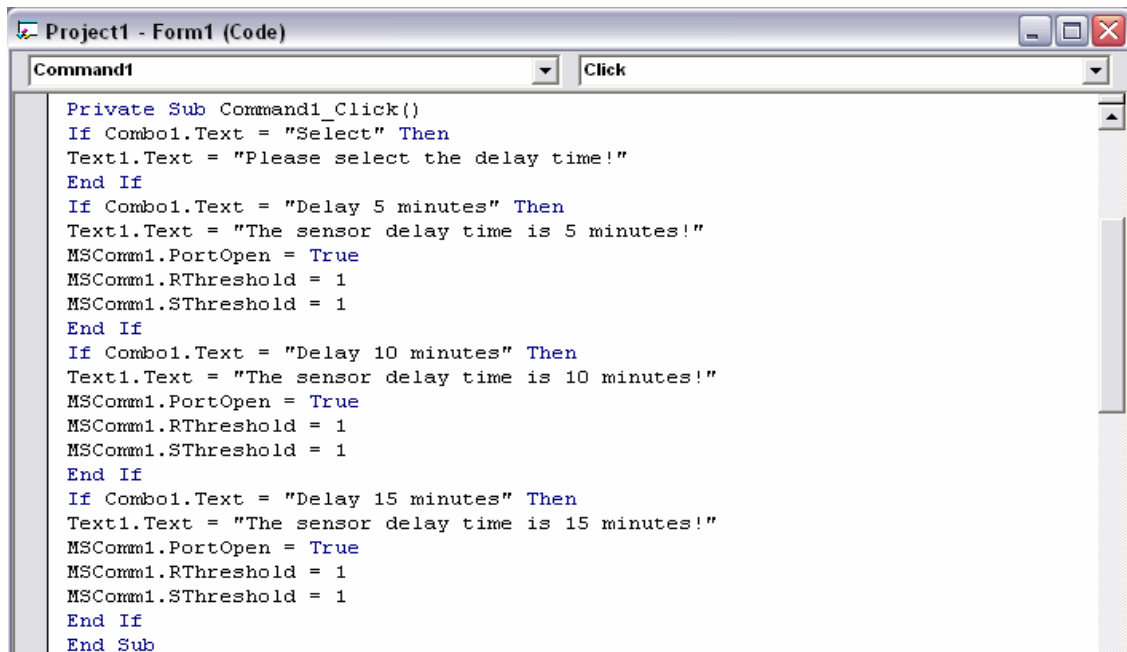 Project1 - Form1 (Code)
Command1 Click
Private Sub Command1_Click()
If Combo1.Text = "Select" Then
Text1.Text = "Please select the delay time!"
End If
If Combo1.Text = "Delay 5 minutes" Then
Text1.Text = "The sensor delay time is 5 minutes!"
MSComm1.PortOpen = True
MSComm1.RThreshold = 1
MSComm1.SThreshold = 1
End If
If Combo1.Text = "Delay 10 minutes" Then
Text1.Text = "The sensor delay time is 10 minutes!"
MSComm1.PortOpen = True
MSComm1.RThreshold = 1
MSComm1.SThreshold = 1
End If
If Combo1.Text = "Delay 15 minutes" Then
Text1.Text = "The sensor delay time is 15 minutes!"
MSComm1.PortOpen = True
MSComm1.RThreshold = 1
MSComm1.SThreshold = 1
End If
End Sub